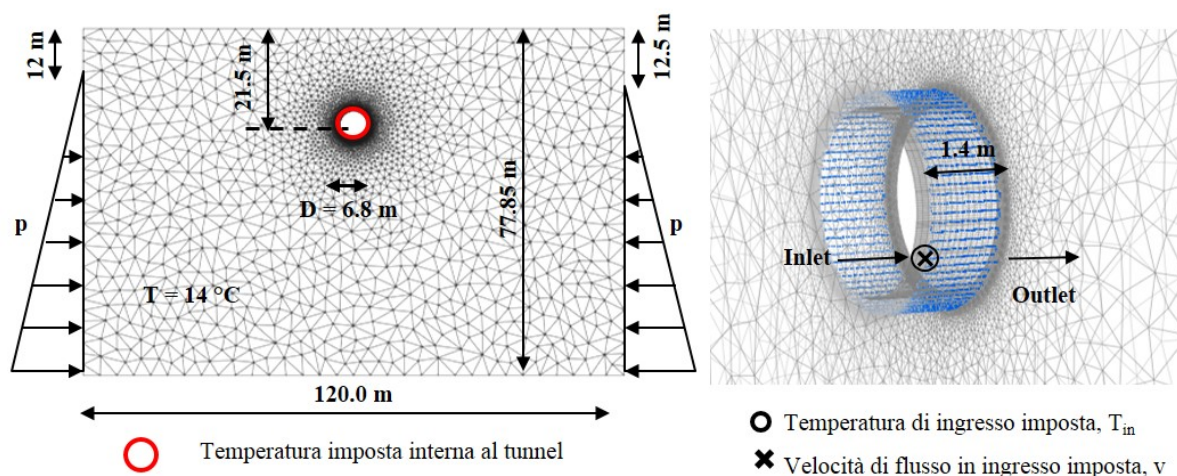 12 m
21.5 m
12.5 m
D = 6.8 m
77.85 m
p
p
T = 14 °C
120.0 m
Temperatura imposta interna al tunnel
1.4 m
Inlet
Outlet
Temperatura di ingresso imposta, T_in
Velocità di flusso in ingresso imposta, v